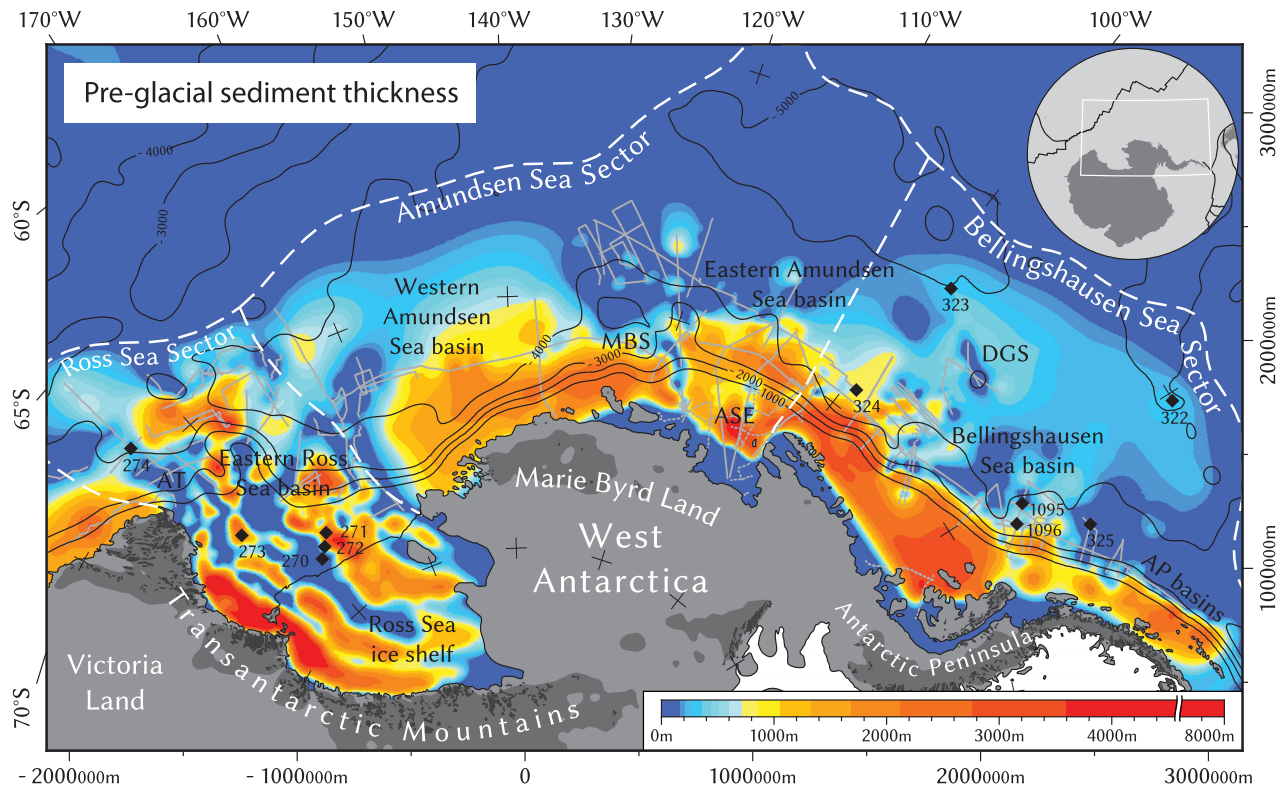 170°W 160°W 150°W 140°W 130°W 120°W 110°W 100°W
Pre-glacial sediment thickness
60°S
65°S
70°S
3000000m
2000000m
1000000m
-4000
-3000
-5000
Amundsen Sea Sector
Bellingshausen Sea
Sector
Ross Sea Sector
Western
Amundsen
Sea basin
Eastern Amundsen
Sea basin
MBS
DGS
ASE
-4000
-3000
-2000
-1000
323
322
324
274
AT
Eastern Ross
Sea basin
Bellingshausen
Sea basin
1095
1096
325
AP basins
271
272
273
270
Marie Byrd Land
West
Antarctica
Ross Sea
ice shelf
Victoria
Land
Transantarctic Mountains
Antarctic Peninsula
0m 1000m 2000m 3000m 4000m 8000m
- 2000000m - 1000000m 0 1000000m 2000000m 3000000m